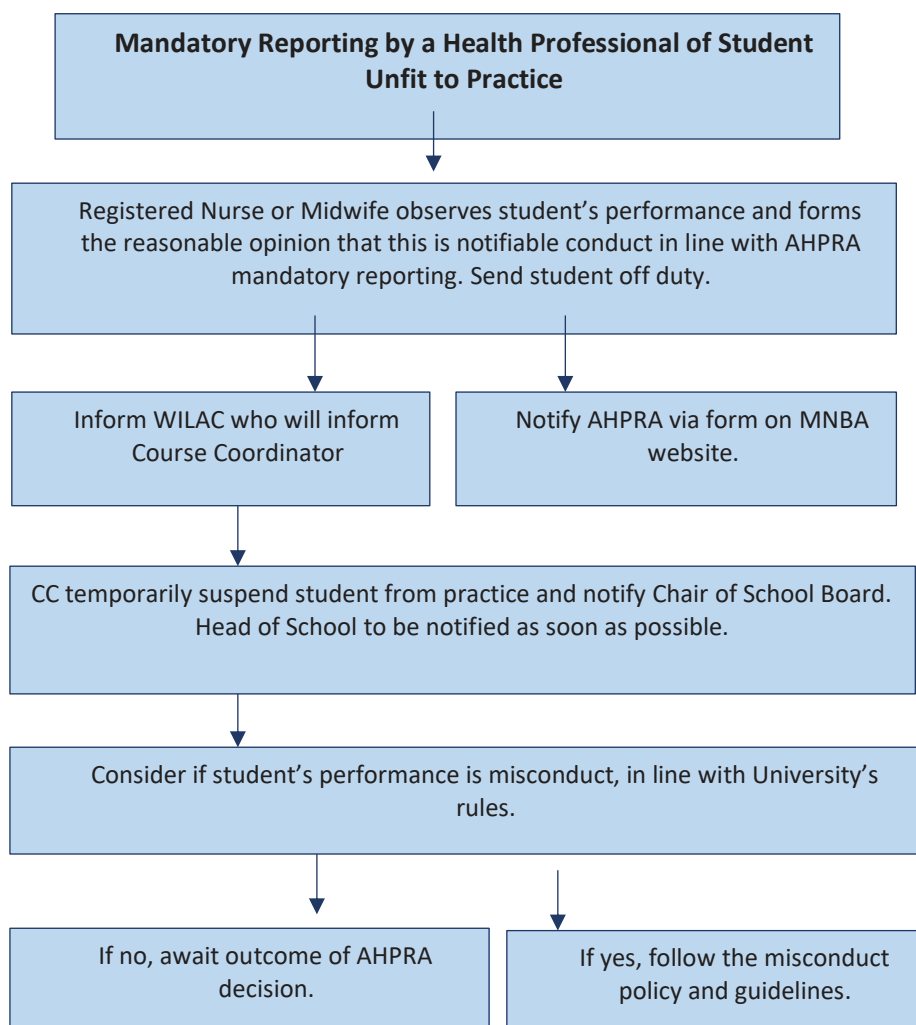 Mandatory Reporting by a Health Professional of Student
Unfit to Practice
Registered Nurse or Midwife observes student’s performance and forms
the reasonable opinion that this is notifiable conduct in line with AHPRA
mandatory reporting. Send student off duty.
Inform WILAC who will inform
Course Coordinator
Notify AHPRA via form on MNBA
website.
CC temporarily suspend student from practice and notify Chair of School Board.
Head of School to be notified as soon as possible.
Consider if student’s performance is misconduct, in line with University’s
rules.
If no, await outcome of AHPRA
decision.
If yes, follow the misconduct
policy and guidelines.